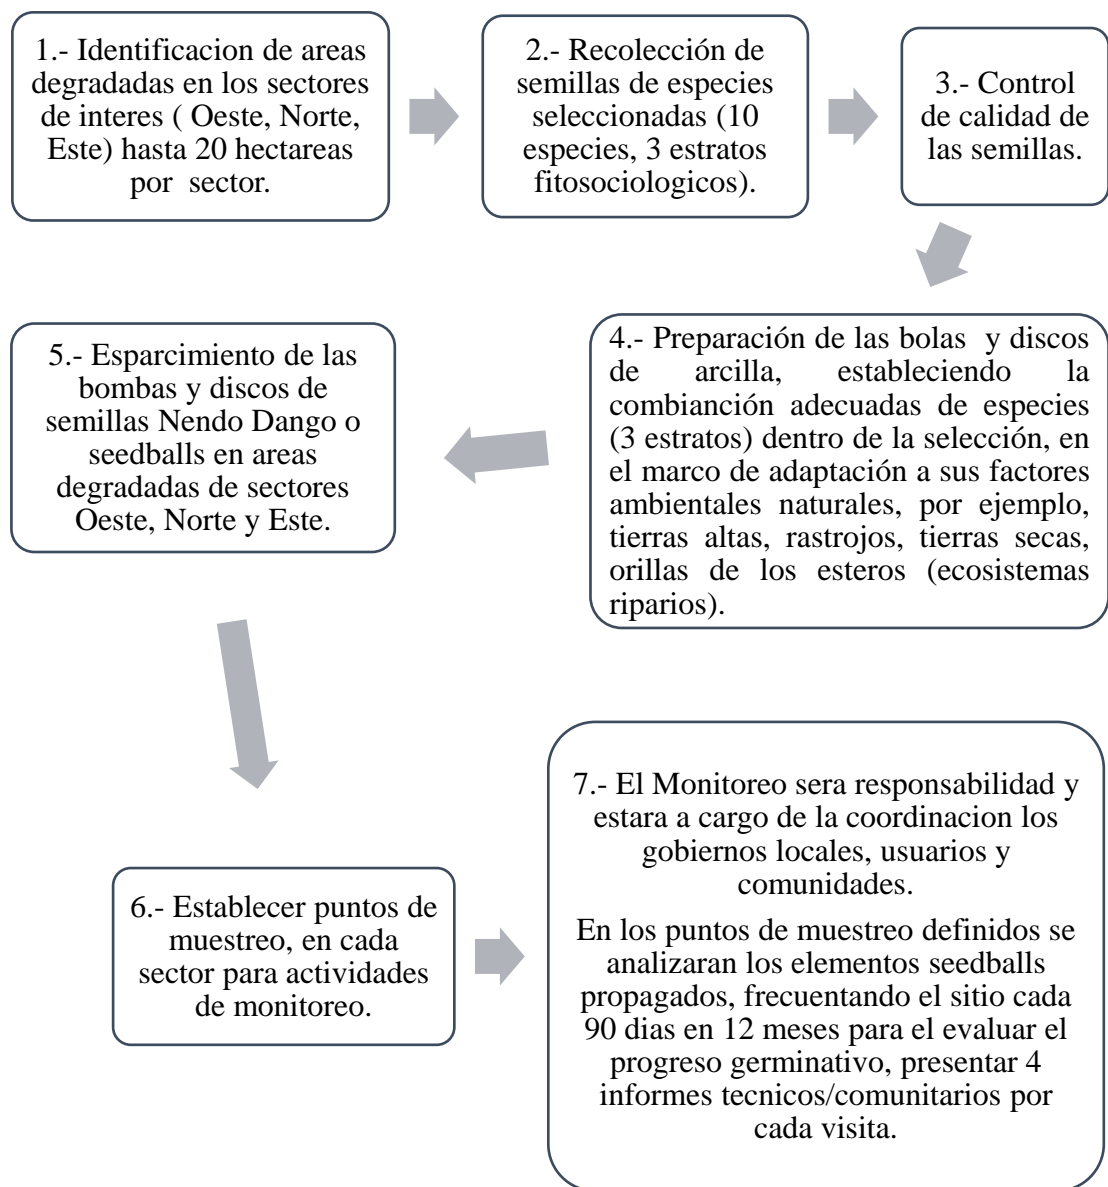 1.- Identificacion de areas
degradadas en los sectores
de interes ( Oeste, Norte,
Este) hasta 20 hectareas
por sector.
2.- Recolección de
semillas de especies
seleccionadas (10
especies, 3 estratos
fitosociologicos).
3.- Control
de calidad de
las semillas.
4.- Preparación de las bolas y discos
de arcilla, estableciendo la
combianción adecuadas de especies
(3 estratos) dentro de la selección, en
el marco de adaptación a sus factores
ambientales naturales, por ejemplo,
tierras altas, rastrojos, tierras secas,
orillas de los esteros (ecosistemas
riparios).
5.- Esparcimiento de las
bombas y discos de
semillas Nendo Dango o
seedballs en areas
degradadas de sectores
Oeste, Norte y Este.
6.- Establecer puntos de
muestreo, en cada
sector para actividades
de monitoreo.
7.- El Monitoreo sera responsabilidad y
estara a cargo de la coordinacion los
gobiernos locales, usuarios y
comunidades.
En los puntos de muestreo definidos se
analizaran los elementos seedballs
propagados, frecuentando el sitio cada
90 dias en 12 meses para el evaluar el
progreso germinativo, presentar 4
informes tecnicos/comunitarios por
cada visita.